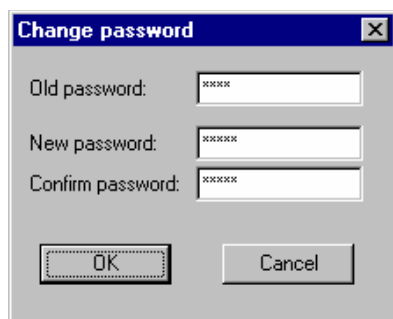 Change password
Old password: ****
New password: *****
Confirm password: *****
OK Cancel